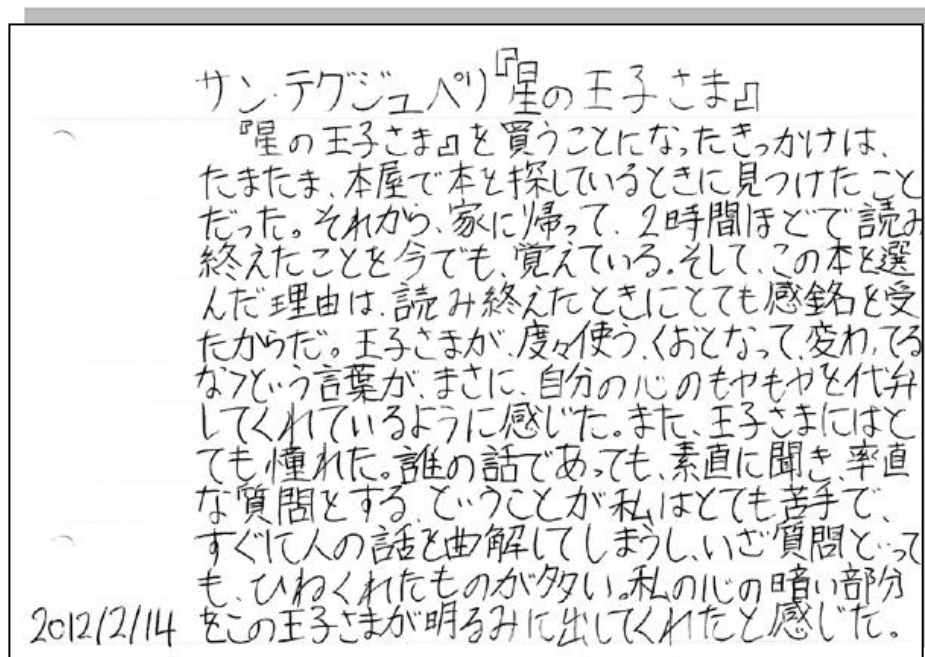 サン・テグジュペリ『星の王子さま』
『星の王子さま』を買うことになったきっかけは、
たまたま、本屋で本を探しているときに見つけたこと
だった。それから、家に帰って、2時間ほどで読み
終えたことを今でも、覚えている。そして、この本を選
んだ理由は、読み終えたときにとても感銘を受
たからだ。王子さまが、度々使う、〈おとなって、変わってる
な〉という言葉が、まさに、自分の心のもやもやを代弁
してくれているように感じた。また、王子さまにはと
ても憧れた。誰の話であっても、素直に聞き、率直
な質問をする、ということが私はとても苦手で、
すぐに人の話を曲解してしまうし、いざ質問といって
も、ひねくれたものが多い。私の心の暗い部分
2012/2/14 をこの王子さまが明るみに出してくれたと感じた。